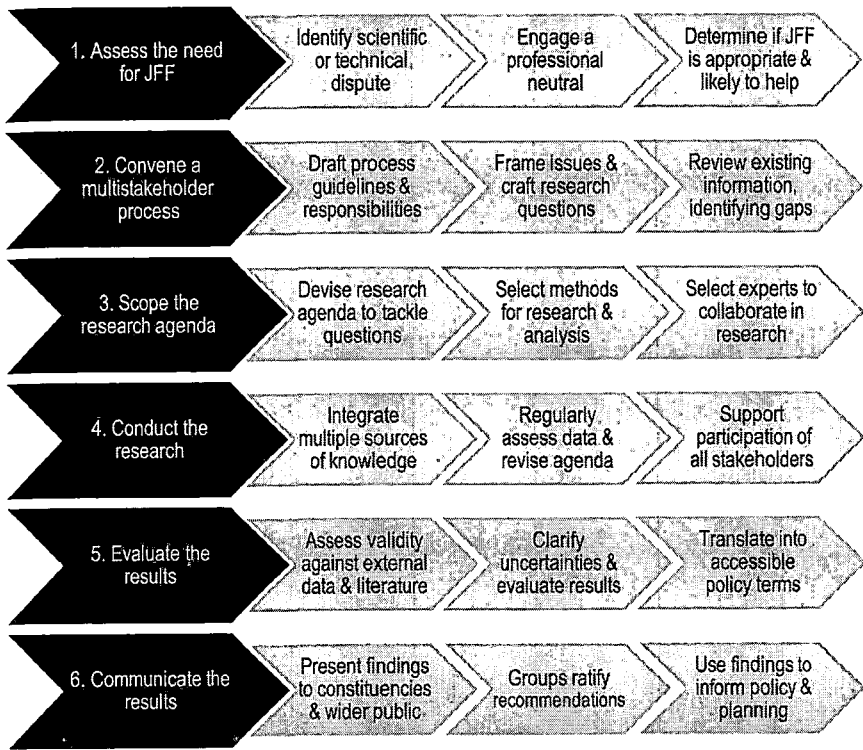 1. Assess the need
for JFF
Identify scientific
or technical
dispute
Engage a
professional
neutral
Determine if JFF
is appropriate &
likely to help
2. Convene a
multistakeholder
process
Draft process
guidelines &
responsibilities
Frame Issues &
craft research
questions
Review existing
information,
identifying gaps
3. Scope the
research agenda
Devise research
agenda to tackle
questions
Select methods
for research &
analysis
Select experts to
collaborate in
research
4. Conduct the
research
Integrate
multiple sources
of knowledge
Regularly
assess data &
revise agenda
Support
participation of
all stakeholders
5. Evaluate the
results
Assess validity
against external
data & literature
Clarify
uncertainties &
evaluate results
Translate into
accessible
policy terms
6. Communicate the
results
Present findings
to constituencies
& wider public
Groups ratify
recommendations
Use findings to
inform policy &
planning